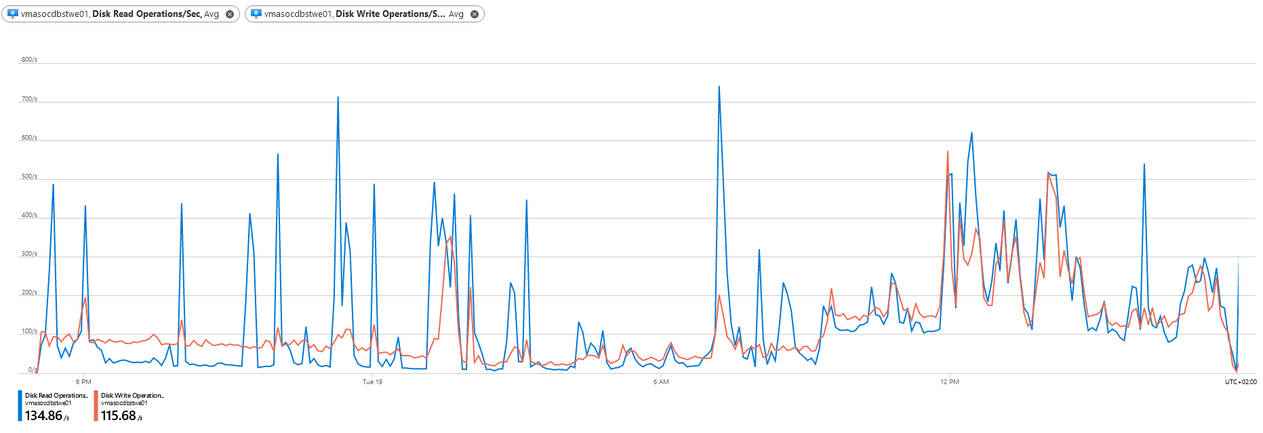 vmasocdbstwe01, Disk Read Operations/Sec, Avg
vmasocdbstwe01, Disk Write Operations/S... Avg
800/s
700/s
600/s
500/s
400/s
300/s
200/s
100/s
0/s
6 PM
Tue 19
6 AM
12 PM
UTC+02:00
Disk Read Operations..
vmasocdbstwe01
134.86 /s
Disk Write Operation..
vmasocdbstwe01
115.68 /s